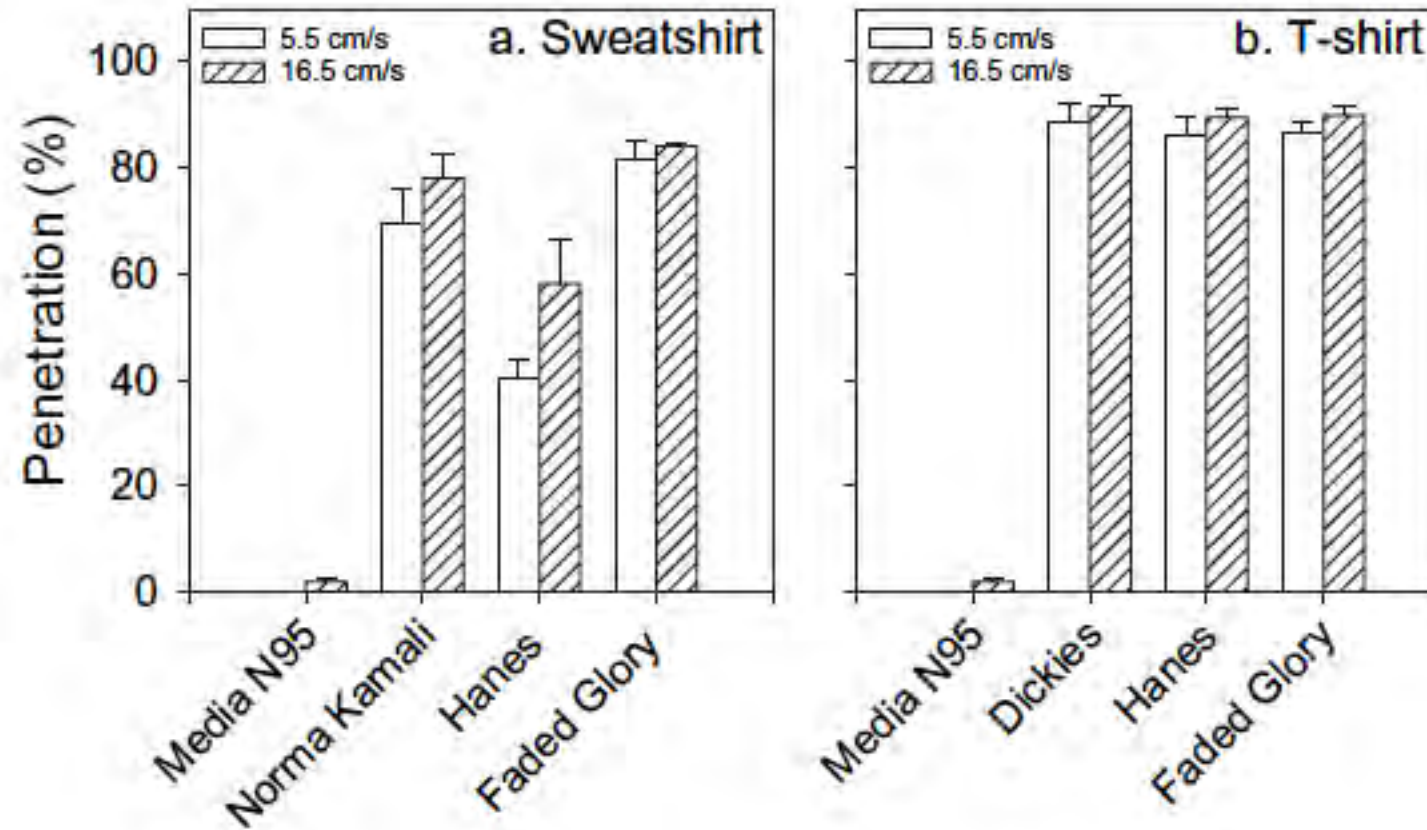 a. Sweatshirt
5.5 cm/s
16.5 cm/s
Penetration (%)
100
80
60
40
20
0
Media N95
Norma Kamali
Hanes
Faded Glory
b. T-shirt
5.5 cm/s
16.5 cm/s
Media N95
Dickies
Hanes
Faded Glory